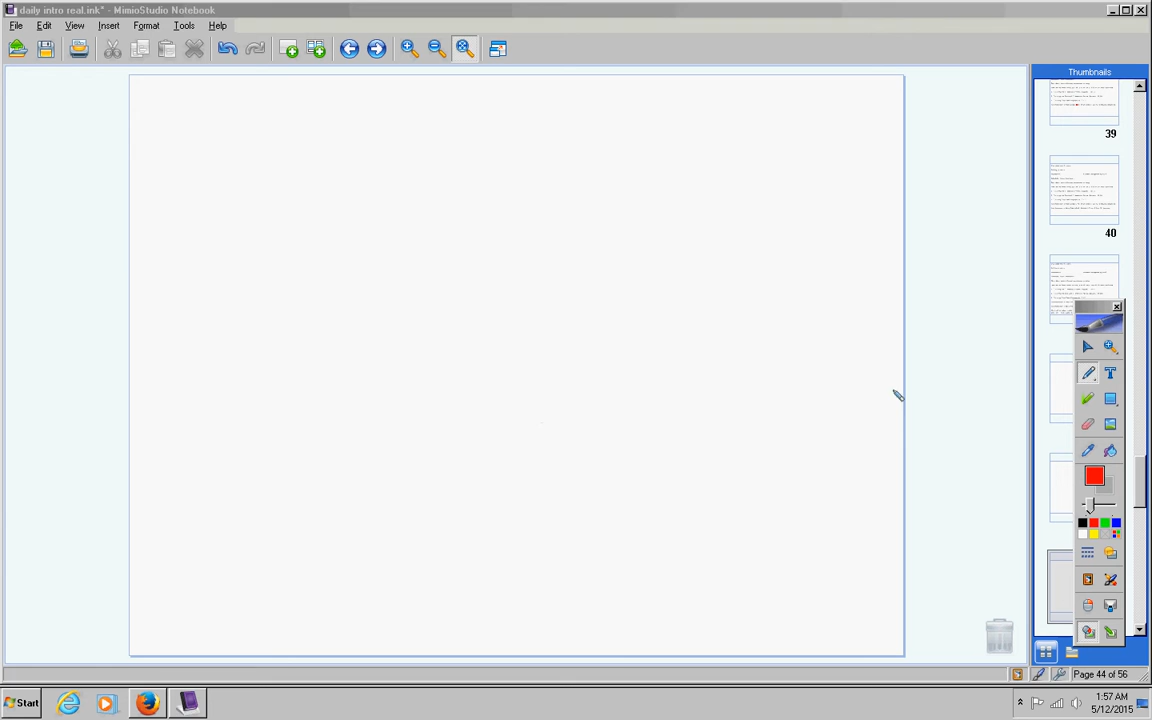 daily intro real.ink* - MimioStudio Notebook
File Edit View Insert Format Tools Help
Thumbnails
39
40
T
Page 44 of 56
Start
1:57 AM
5/12/2015